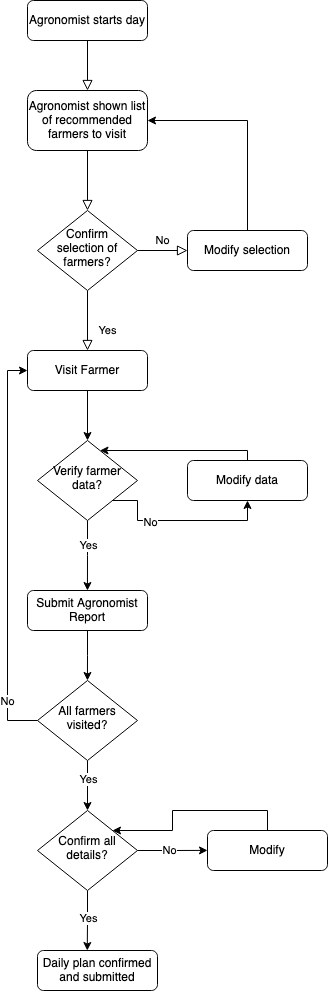 Agronomist starts day
Agronomist shown list
of recommended
farmers to visit
Confirm
selection of
farmers?
No
Modify selection
Yes
Visit Farmer
Verify farmer
data?
Modify data
No
Yes
Submit Agronomist
Report
All farmers
visited?
No
Yes
Confirm all
details?
No
Modify
Yes
Daily plan confirmed
and submitted